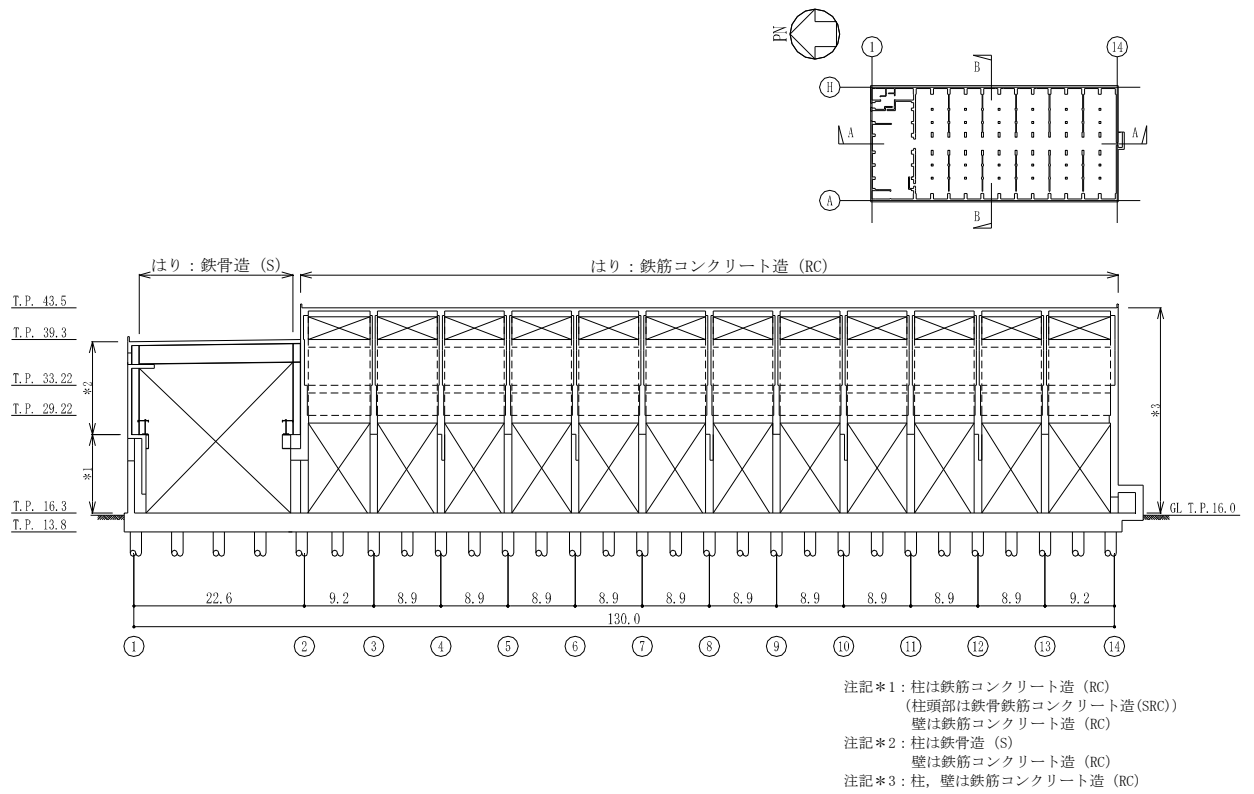 PN
1
14
B
H
A
A
A
B
はり：鉄骨造 (S)
はり：鉄筋コンクリート造 (RC)
T.P. 43.5
T.P. 39.3
T.P. 33.22
T.P. 29.22
T.P. 16.3
T.P. 13.8
*2
*1
*3
GL T.P.16.0
22.6 9.2 8.9 8.9 8.9 8.9 8.9 8.9 8.9 8.9 8.9 8.9 9.2
130.0
1 2 3 4 5 6 7 8 9 10 11 12 13 14
注記＊1：柱は鉄筋コンクリート造 (RC)
(柱頭部は鉄骨鉄筋コンクリート造(SRC))
壁は鉄筋コンクリート造 (RC)
注記＊2：柱は鉄骨造 (S)
壁は鉄筋コンクリート造 (RC)
注記＊3：柱，壁は鉄筋コンクリート造 (RC)